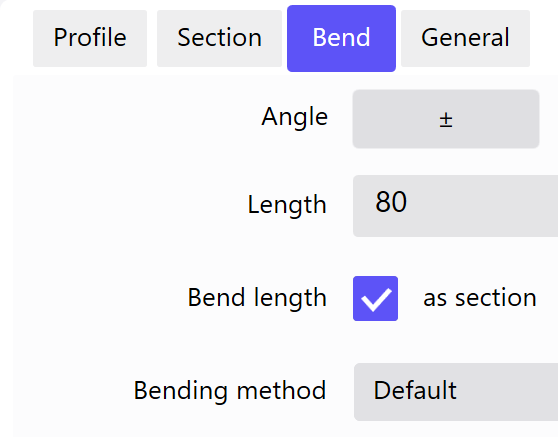 Profile Section Bend General
Angle ±
Length 80
Bend length as section
Bending method Default